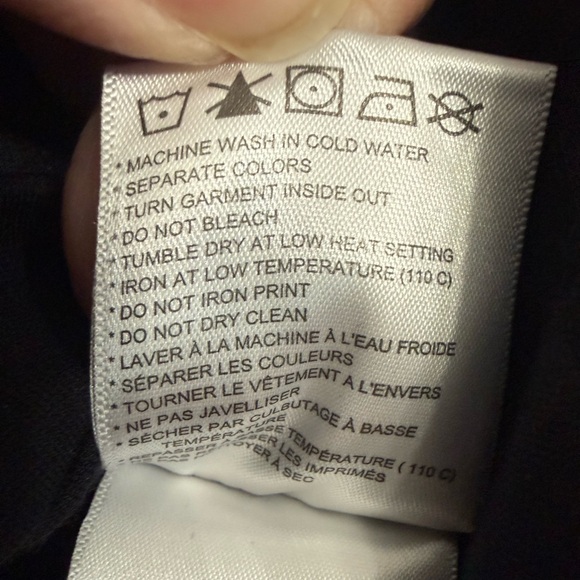 * MACHINE WASH IN COLD WATER
* SEPARATE COLORS
* TURN GARMENT INSIDE OUT
* DO NOT BLEACH
* TUMBLE DRY AT LOW HEAT SETTING
* IRON AT LOW TEMPERATURE (110 C)
* DO NOT IRON PRINT
* DO NOT DRY CLEAN
* LAVER À LA MACHINE À L'EAU FROIDE
* SÉPARER LES COULEURS
* TOURNER LE VÊTEMENT A L'ENVERS
* NE PAS JAVELLISER
* SÉCHER PAR CULBUTAGE À BASSE
TEMPÉRATURE
* REPASSER BASSE TEMPÉRATURE ( 110 C)
LES IMPRIMÉS
À SEC